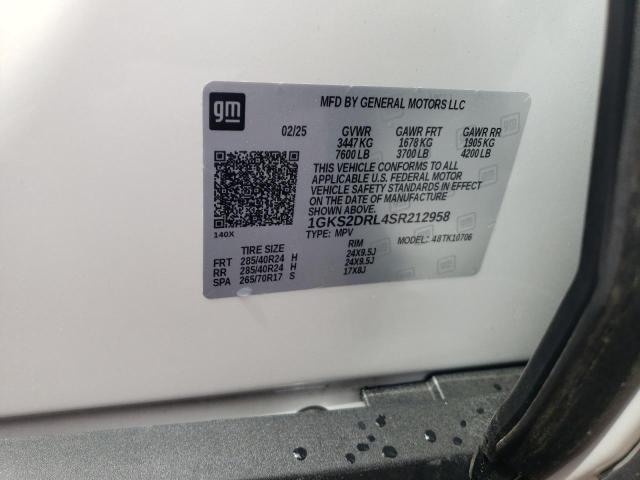 gm
MFD BY GENERAL MOTORS LLC
02/25 GVWR GAWR FRT GAWR RR
3447 KG 1678 KG 1905 KG
7600 LB 3700 LB 4200 LB
THIS VEHICLE CONFORMS TO ALL
APPLICABLE U.S. FEDERAL MOTOR
VEHICLE SAFETY STANDARDS IN EFFECT
ON THE DATE OF MANUFACTURE
SHOWN ABOVE.
1GKS2DRL4SR212958
140X TYPE: MPV MODEL: 48TK10706
TIRE SIZE RIM
FRT 285/40R24 H 24X9.5J
RR 285/40R24 H 24X9.5J
SPA 265/70R17 S 17X8J